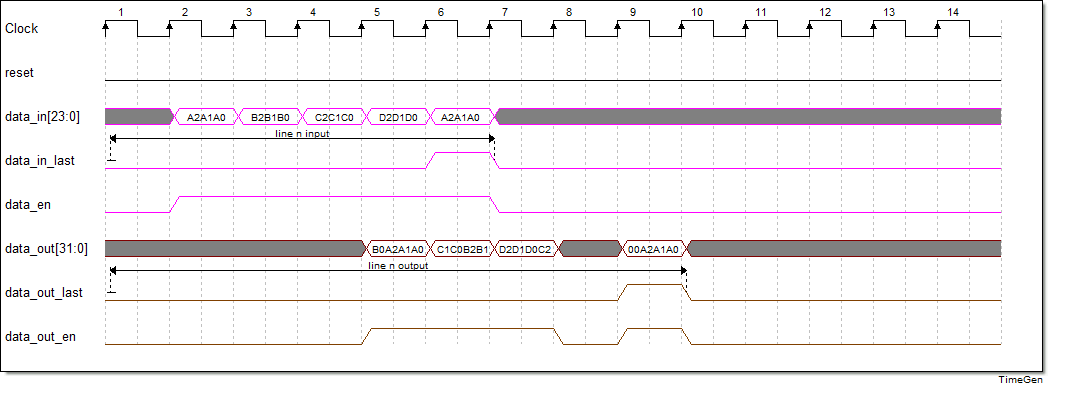 1 2 3 4 5 6 7 8 9 10 11 12 13 14
Clock
reset
data_in[23:0] A2A1A0 B2B1B0 C2C1C0 D2D1D0 A2A1A0
line n input
data_in_last
data_en
data_out[31:0] B0A2A1A0 C1C0B2B1 D2D1D0C2 00A2A1A0
line n output
data_out_last
data_out_en
TimeGen